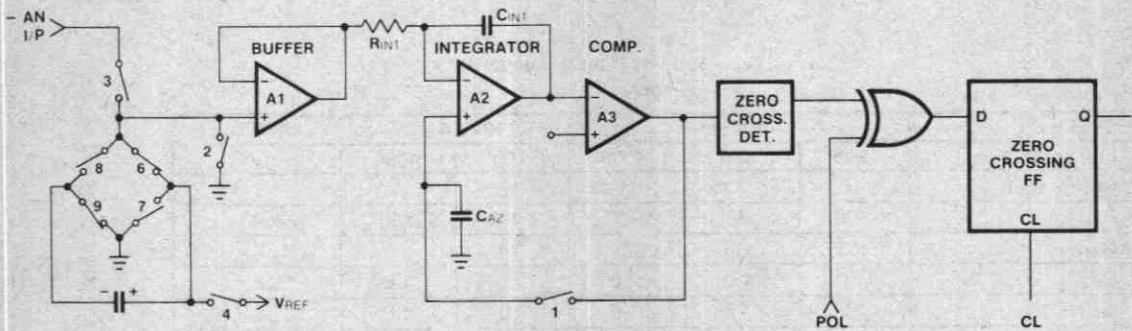 - AN
I/P
3
8
6
9
7
- +
4
VREF
2
BUFFER
-
A1
+
RINT
CINT
INTEGRATOR
-
A2
+
CAZ
1
COMP.
-
A3
+
ZERO
CROSS.
DET.
POL
D
Q
ZERO
CROSSING
FF
CL
CL